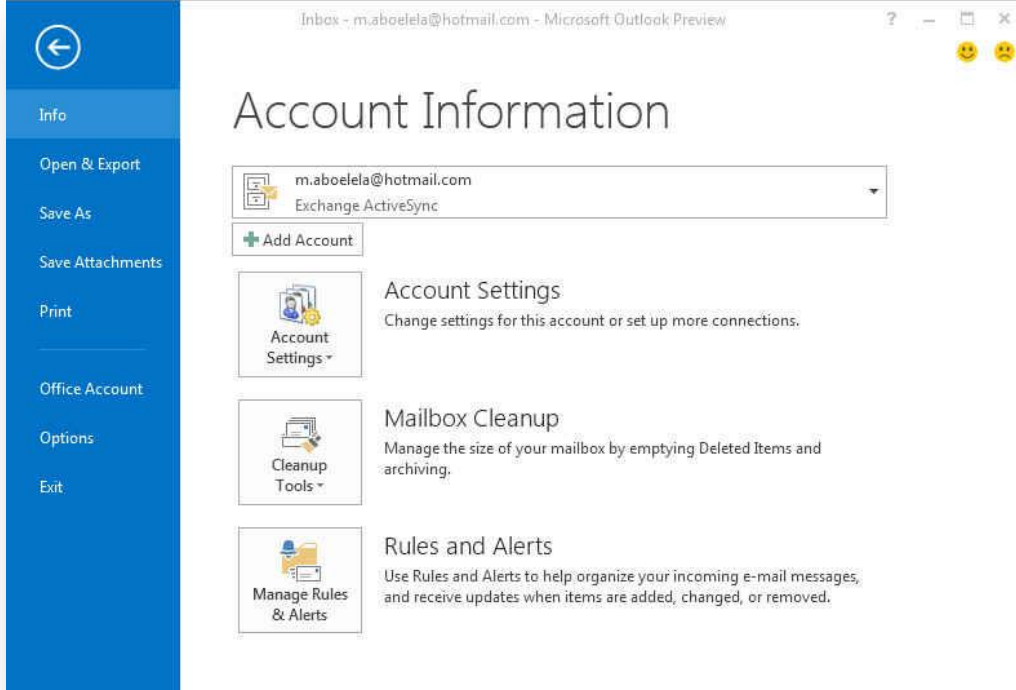 Inbox - m.aboelela@hotmail.com - Microsoft Outlook Preview
?
Info
Open & Export
Save As
Save Attachments
Print
Office Account
Options
Exit
Account Information
m.aboelela@hotmail.com
Exchange ActiveSync
Add Account
Account
Settings
Account Settings
Change settings for this account or set up more connections.
Cleanup
Tools
Mailbox Cleanup
Manage the size of your mailbox by emptying Deleted Items and
archiving.
Manage Rules
& Alerts
Rules and Alerts
Use Rules and Alerts to help organize your incoming e-mail messages,
and receive updates when items are added, changed, or removed.